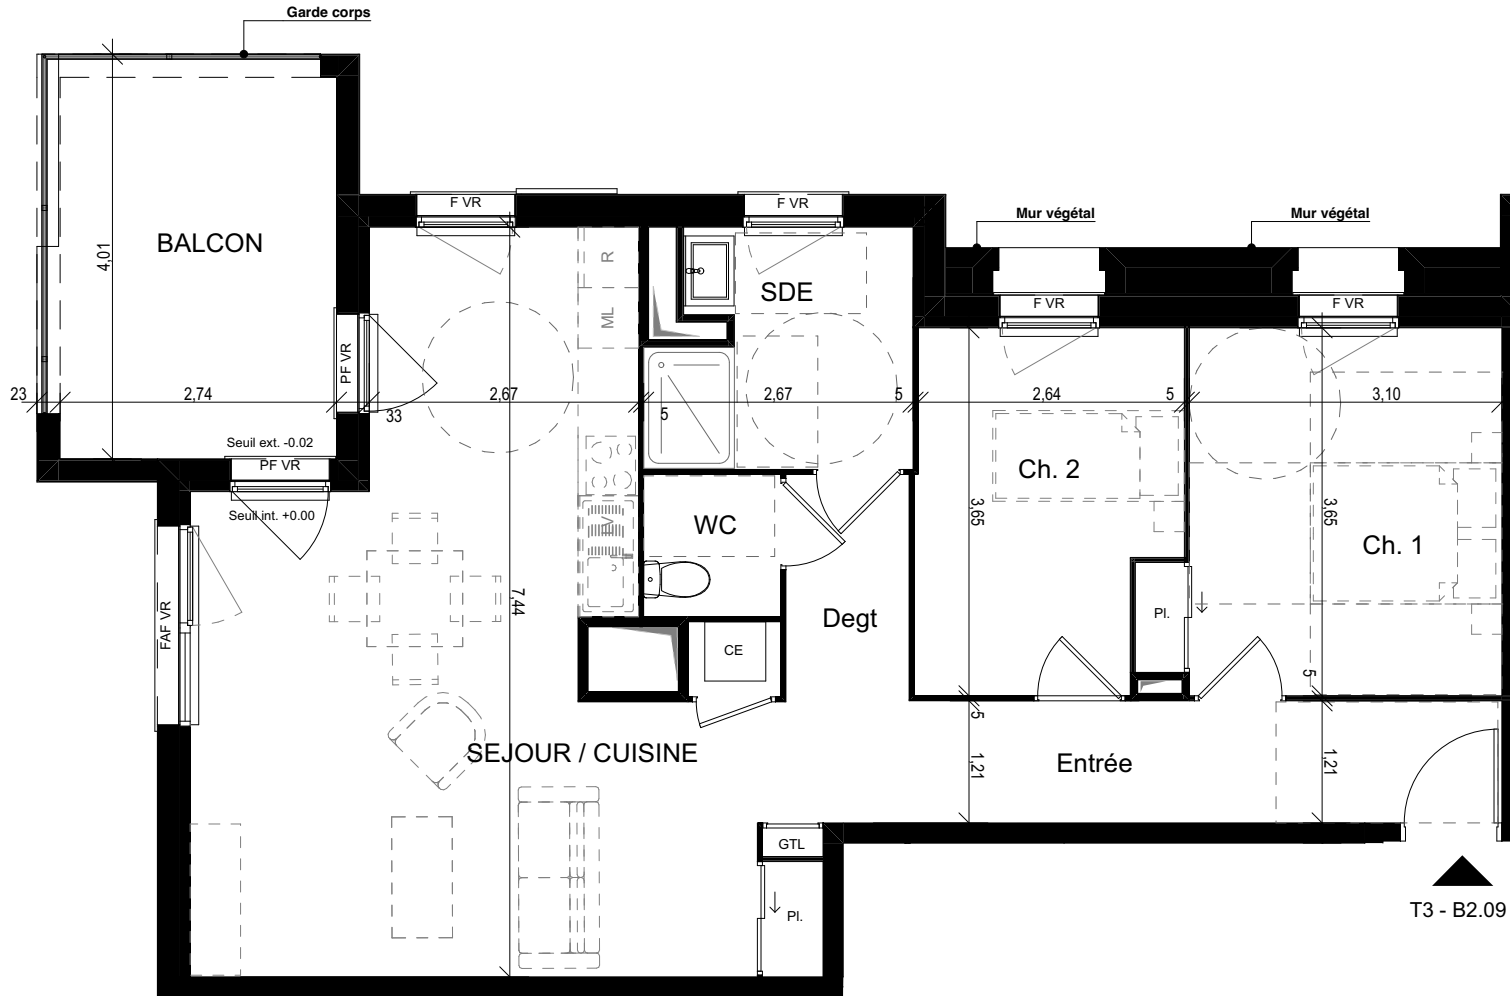 Garde corps
F VR
F VR
Mur végétal
Mur végétal
BALCON
4,01
R
SDE
ML
F VR
F VR
PF VR
23
2,74
33
2,67
5
2,67
5
2,64
5
3,10
Seuil ext. -0.02
PF VR
Seuil int. +0.00
LV
WC
Ch. 2
3,65
3,65
Ch. 1
FAF VR
7,44
Degt
Pl.
CE
5
5
SEJOUR / CUISINE
1,21
Entrée
1,21
GTL
Pl.
T3 - B2.09